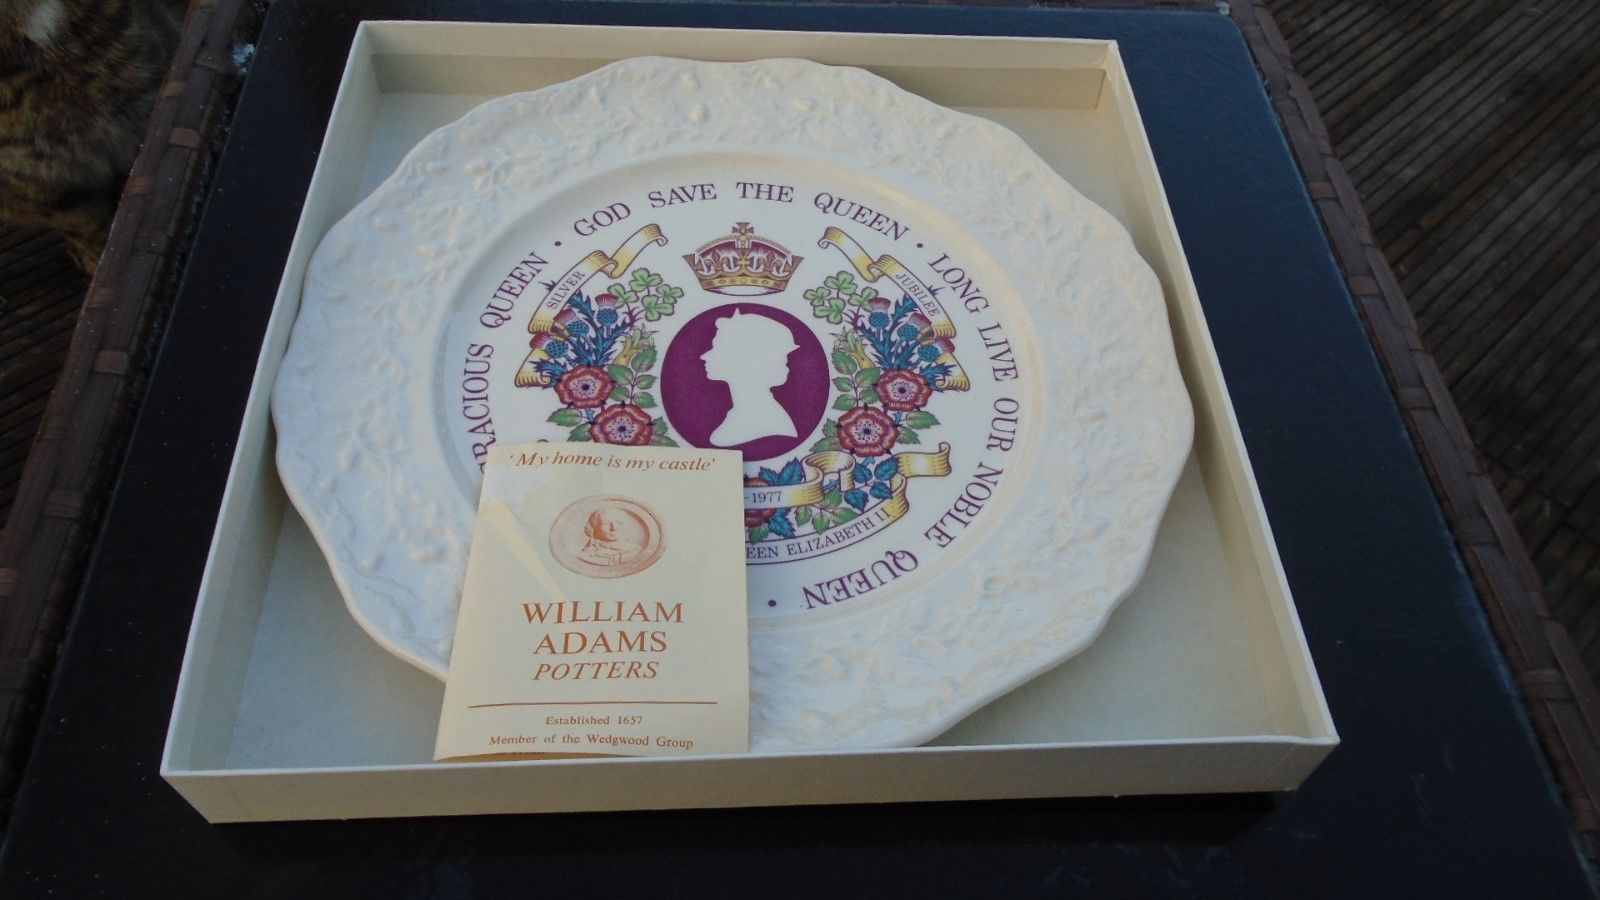 GOD SAVE THE QUEEN • LONG LIVE OUR NOBLE QUEEN •
GRACIOUS QUEEN •
SILVER
JUBILEE
-1977
EEN ELIZABETH II
'My home is my castle'
WILLIAM
ADAMS
POTTERS
Established 1657
Member of the Wedgwood Group